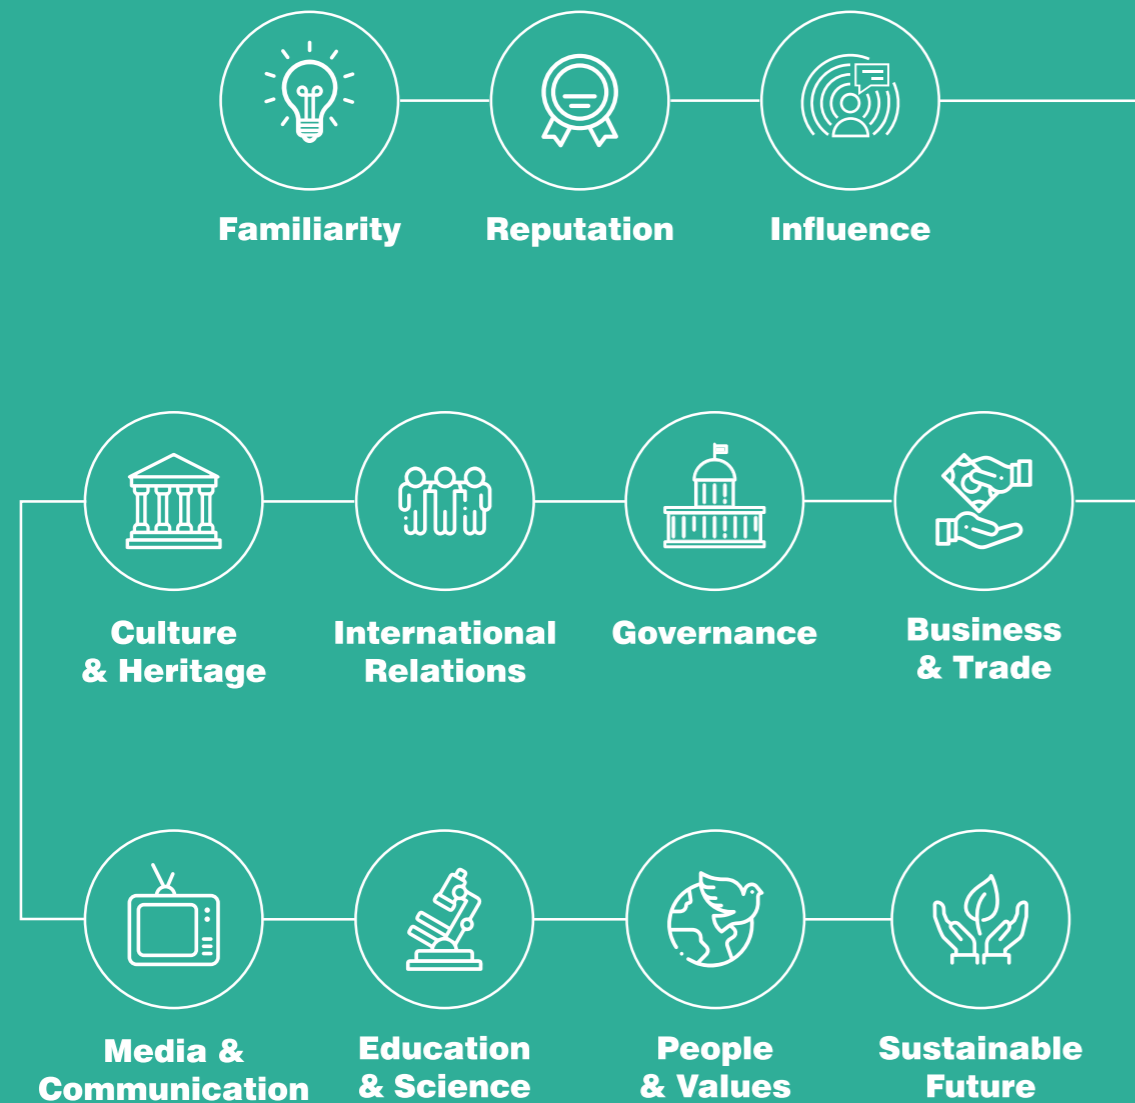 Familiarity
Reputation
Influence
Culture
& Heritage
International
Relations
Governance
Business
& Trade
Media &
Communication
Education
& Science
People
& Values
Sustainable
Future